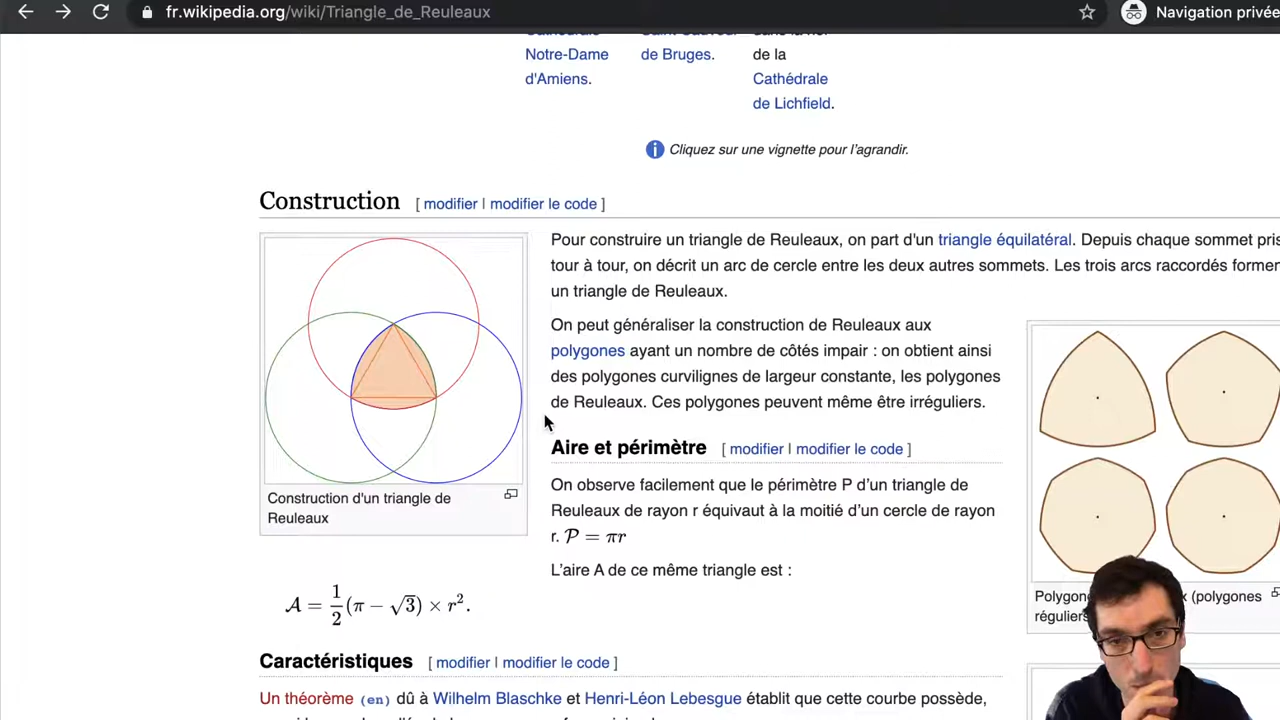 fr.wikipedia.org/wiki/Triangle_de_Reuleaux
Navigation privée
Notre-Dame
d'Amiens.
de Bruges.
de la
Cathédrale
de Lichfield.
Cliquez sur une vignette pour l'agrandir.
Construction [ modifier | modifier le code ]
Pour construire un triangle de Reuleaux, on part d'un triangle équilatéral. Depuis chaque sommet pris
tour à tour, on décrit un arc de cercle entre les deux autres sommets. Les trois arcs raccordés forment
un triangle de Reuleaux.
On peut généraliser la construction de Reuleaux aux
polygones ayant un nombre de côtés impair : on obtient ainsi
des polygones curvilignes de largeur constante, les polygones
de Reuleaux. Ces polygones peuvent même être irréguliers.
Construction d'un triangle de
Reuleaux
Aire et périmètre [ modifier | modifier le code ]
On observe facilement que le périmètre P d'un triangle de
Reuleaux de rayon r équivaut à la moitié d'un cercle de rayon
r. P = πr
L'aire A de ce même triangle est :
A = 1/2(π − √3) × r².
(polygones
réguliers
Caractéristiques [ modifier | modifier le code ]
Un théorème (en) dû à Wilhelm Blaschke et Henri-Léon Lebesgue établit que cette courbe possède,